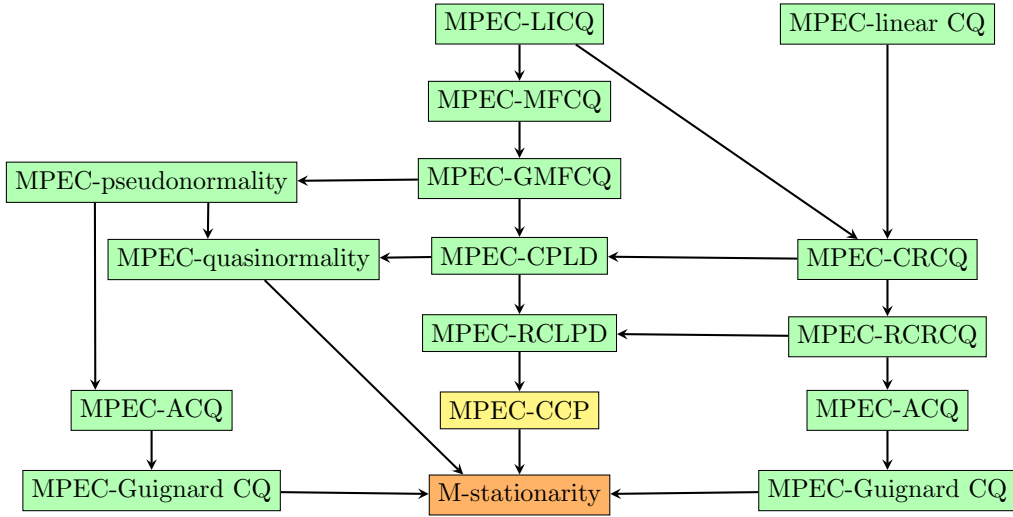 MPEC-LICQ
MPEC-linear CQ
MPEC-MFCQ
MPEC-pseudonormality
MPEC-GMFCQ
MPEC-quasinormality
MPEC-CPLD
MPEC-CRCQ
MPEC-RCLPD
MPEC-RCRCQ
MPEC-ACQ
MPEC-CCP
MPEC-ACQ
MPEC-Guignard CQ
M-stationarity
MPEC-Guignard CQ